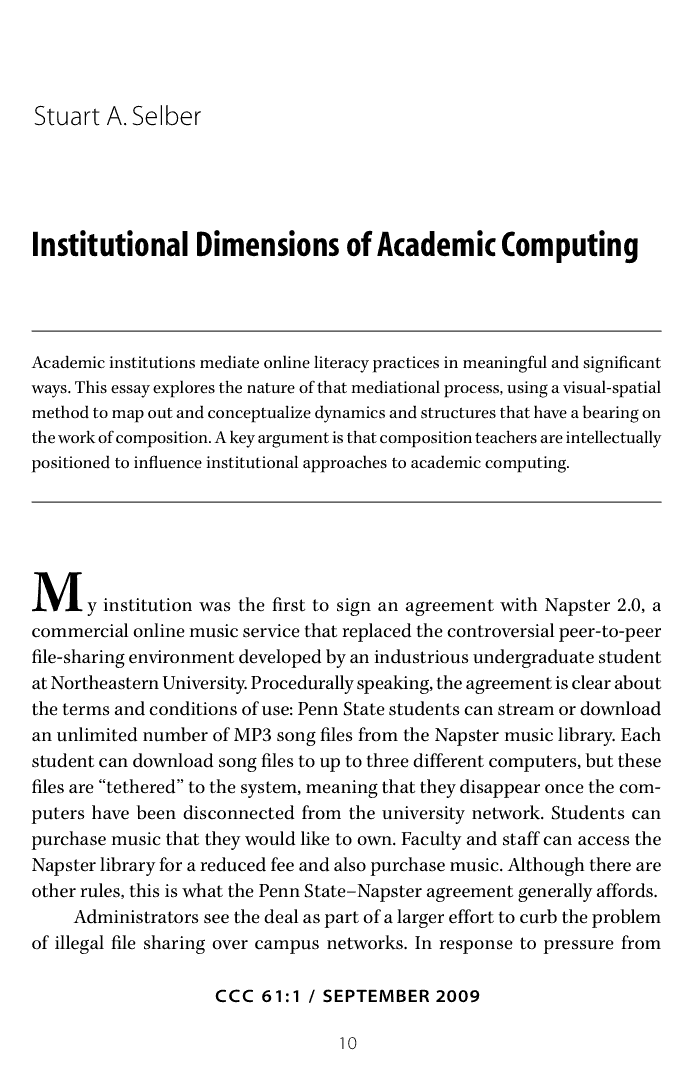 Stuart A. Selber
Institutional Dimensions of Academic Computing
Academic institutions mediate online literacy practices in meaningful and significant
ways. This essay explores the nature of that mediational process, using a visual-spatial
method to map out and conceptualize dynamics and structures that have a bearing on
the work of composition. A key argument is that composition teachers are intellectually
positioned to influence institutional approaches to academic computing.
My institution was the first to sign an agreement with Napster 2.0, a
commercial online music service that replaced the controversial peer-to-peer
file-sharing environment developed by an industrious undergraduate student
at Northeastern University. Procedurally speaking, the agreement is clear about
the terms and conditions of use: Penn State students can stream or download
an unlimited number of MP3 song files from the Napster music library. Each
student can download song files to up to three different computers, but these
files are “tethered” to the system, meaning that they disappear once the com-
puters have been disconnected from the university network. Students can
purchase music that they would like to own. Faculty and staff can access the
Napster library for a reduced fee and also purchase music. Although there are
other rules, this is what the Penn State–Napster agreement generally affords.
Administrators see the deal as part of a larger effort to curb the problem
of illegal file sharing over campus networks. In response to pressure from
CCC 61:1 / SEPTEMBER 2009
10